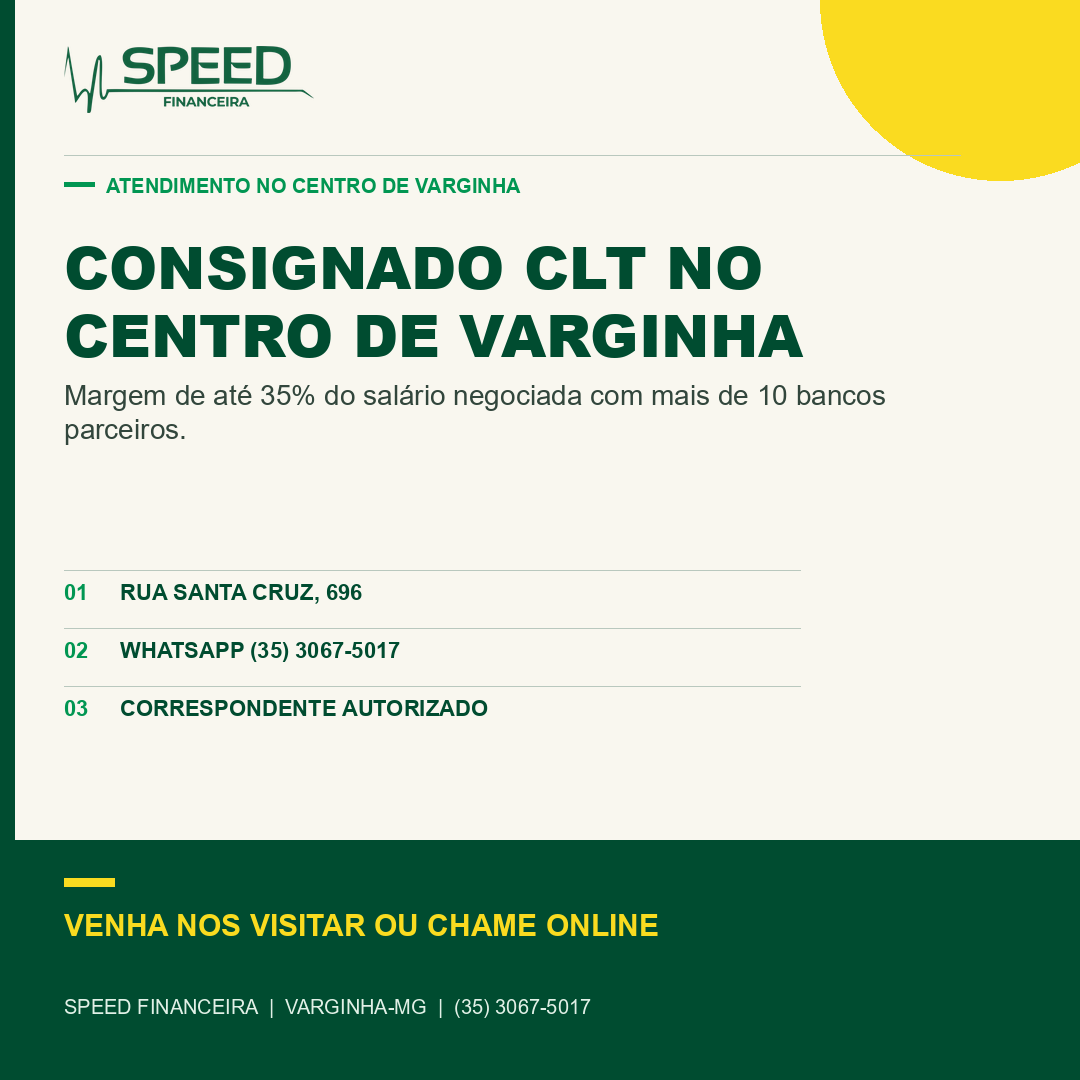 SPEED
FINANCEIRA
ATENDIMENTO NO CENTRO DE VARGINHA
CONSIGNADO CLT NO
CENTRO DE VARGINHA
Margem de até 35% do salário negociada com mais de 10 bancos
parceiros.
01 RUA SANTA CRUZ, 696
02 WHATSAPP (35) 3067-5017
03 CORRESPONDENTE AUTORIZADO
VENHA NOS VISITAR OU CHAME ONLINE
SPEED FINANCEIRA | VARGINHA-MG | (35) 3067-5017